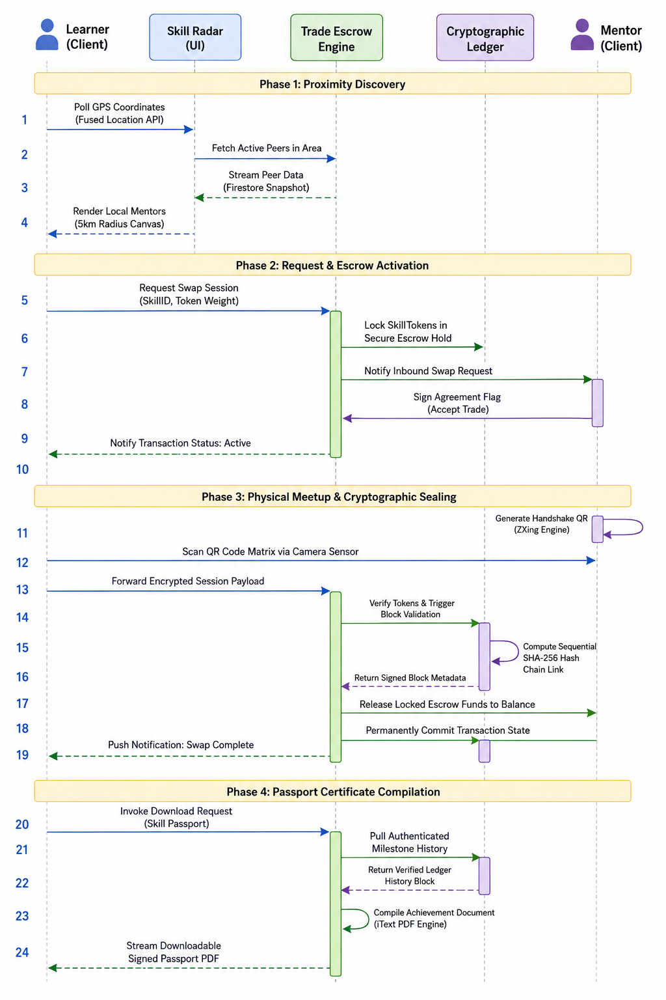 Learner
(Client)
Skill Radar
(UI)
Trade Escrow
Engine
Cryptographic
Ledger
Mentor
(Client)
Phase 1: Proximity Discovery
1
Poll GPS Coordinates
(Fused Location API)
2
Fetch Active Peers in Area
3
Stream Peer Data
(Firestore Snapshot)
4
Render Local Mentors
(5km Radius Canvas)
Phase 2: Request & Escrow Activation
5
Request Swap Session
(SkillID, Token Weight)
6
Lock SkillTokens in
Secure Escrow Hold
7
Notify Inbound Swap Request
8
Sign Agreement Flag
(Accept Trade)
9
Notify Transaction Status: Active
10
Phase 3: Physical Meetup & Cryptographic Sealing
11
Generate Handshake QR
(ZXing Engine)
12
Scan QR Code Matrix via Camera Sensor
13
Forward Encrypted Session Payload
14
Verify Tokens & Trigger
Block Validation
15
Compute Sequential
SHA-256 Hash
Chain Link
16
Return Signed Block Metadata
17
Release Locked Escrow Funds to Balance
18
Permanently Commit Transaction State
19
Push Notification: Swap Complete
Phase 4: Passport Certificate Compilation
20
Invoke Download Request
(Skill Passport)
21
Pull Authenticated
Milestone History
22
Return Verified Ledger
History Block
23
Compile Achievement Document
(iText PDF Engine)
24
Stream Downloadable
Signed Passport PDF